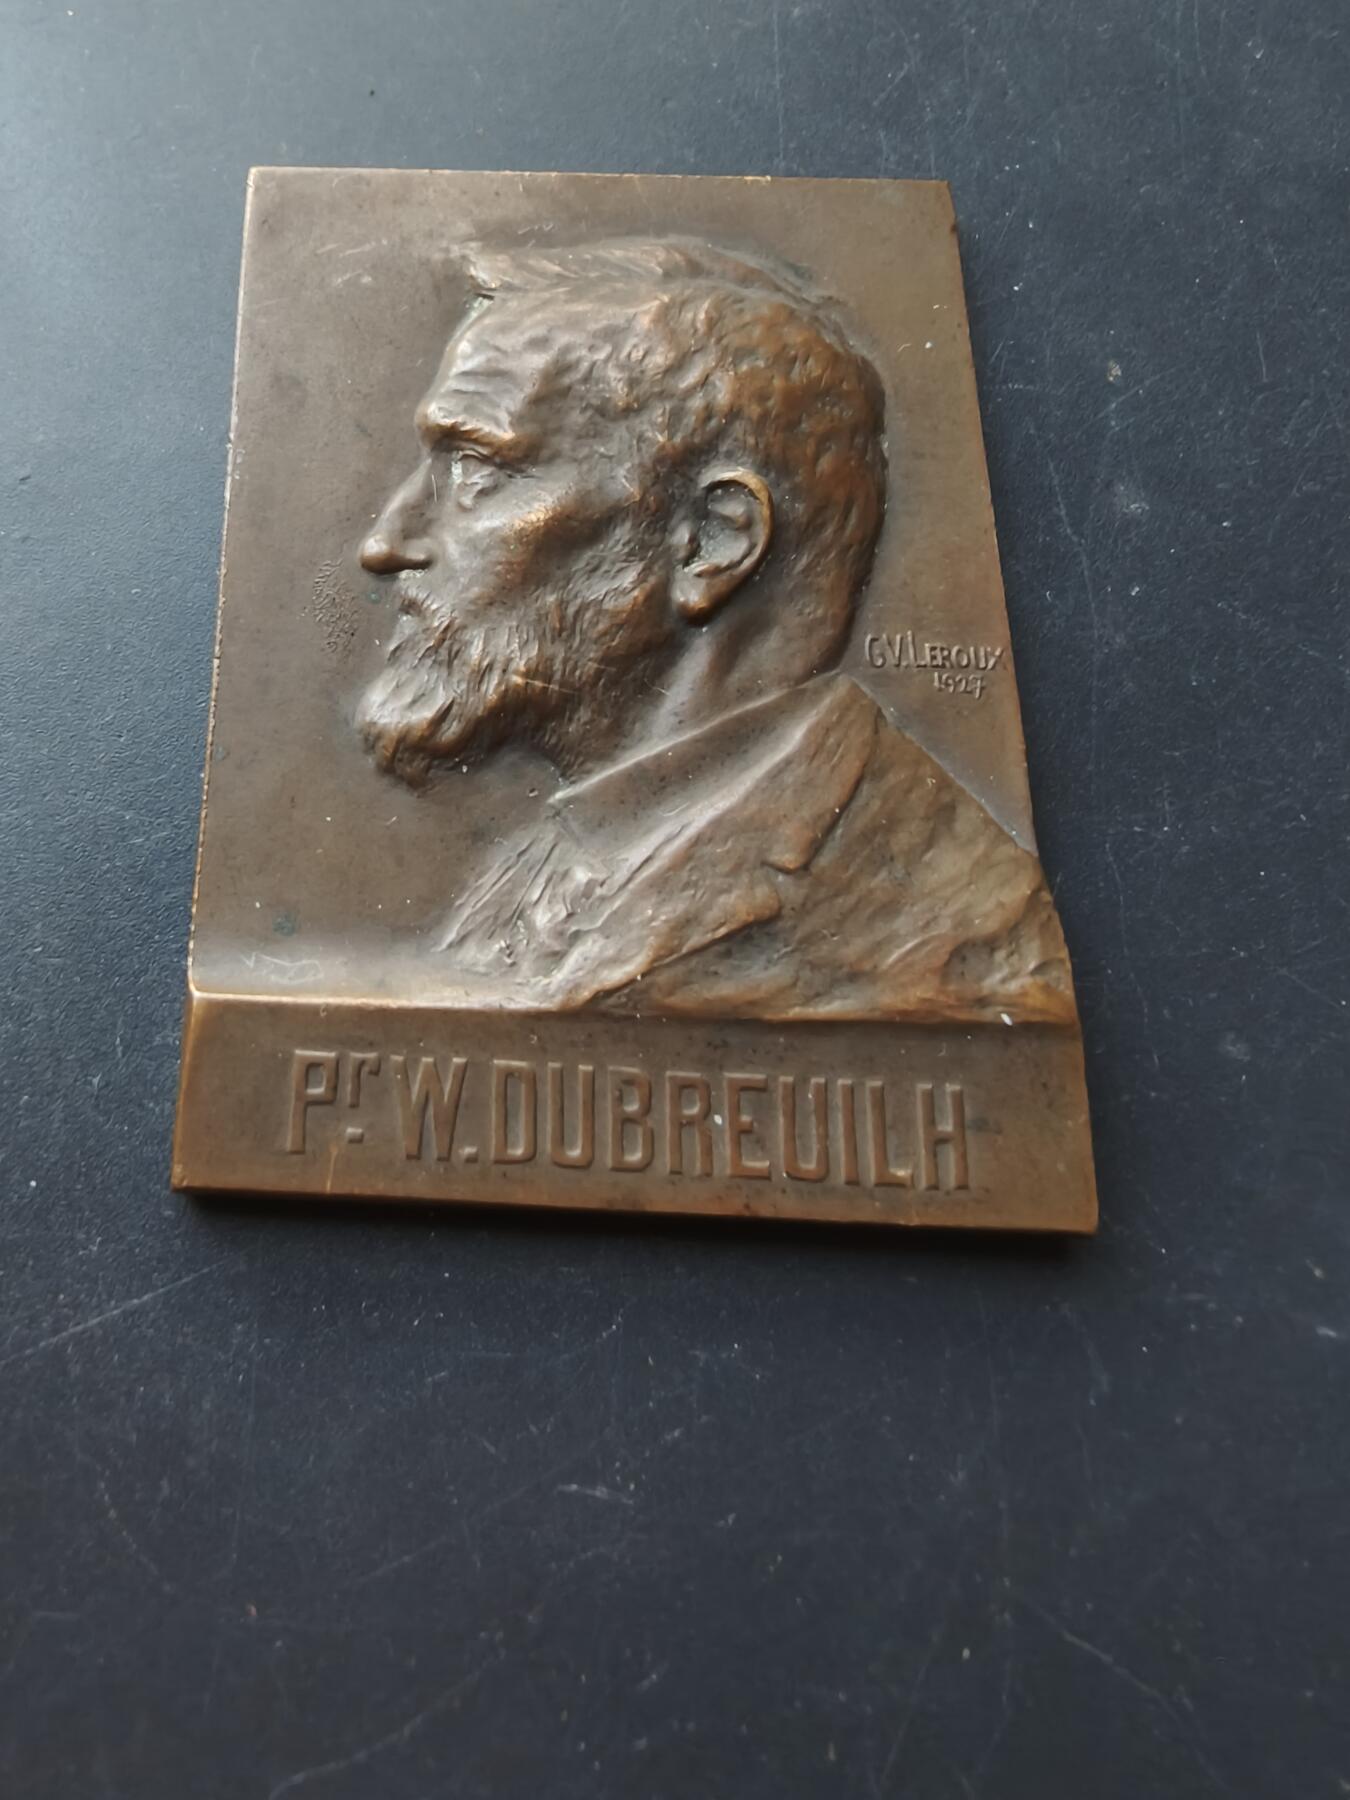 G.V.LEROUX
1927
Pr. W. DUBREUILH